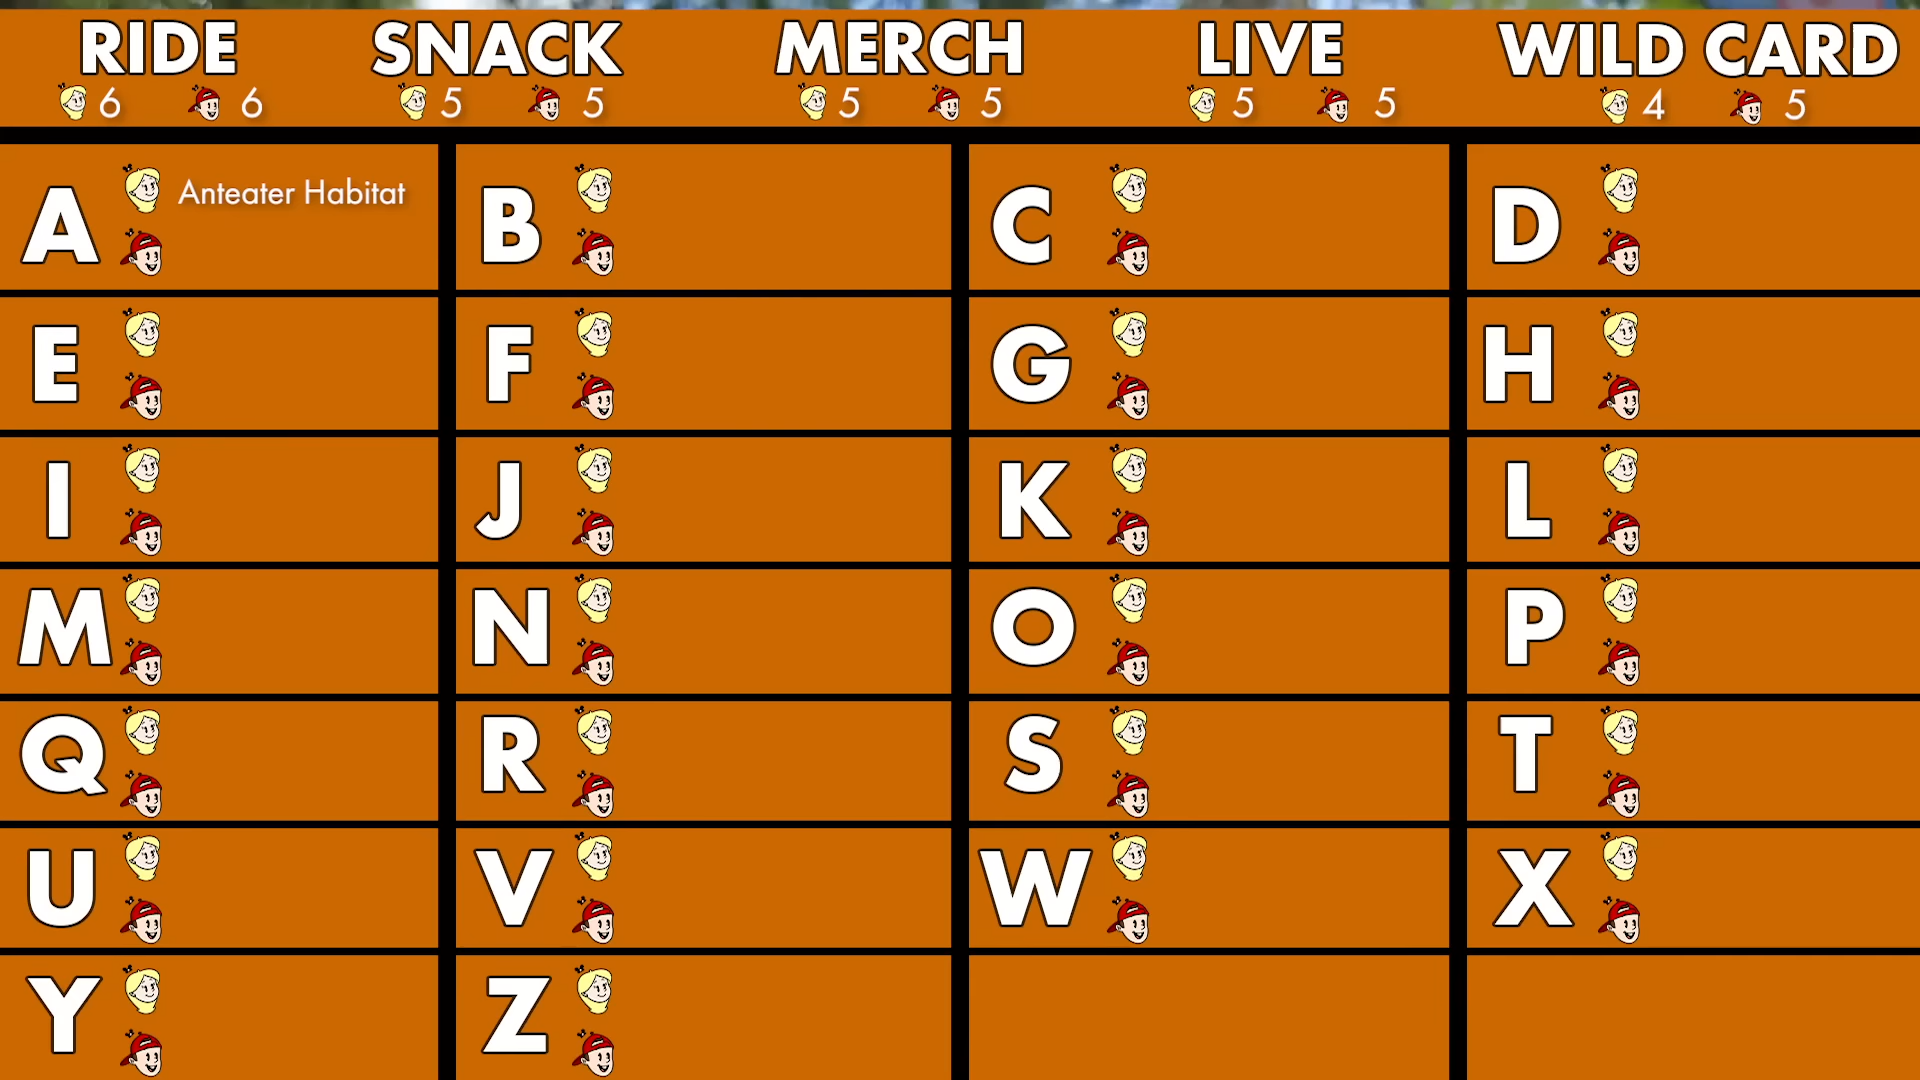 RIDE SNACK MERCH LIVE WILD CARD
6 6 5 5 5 5 5 5 4 5
A Anteater Habitat B C D
E F G H
I J K L
M N O P
Q R S T
U V W X
Y Z